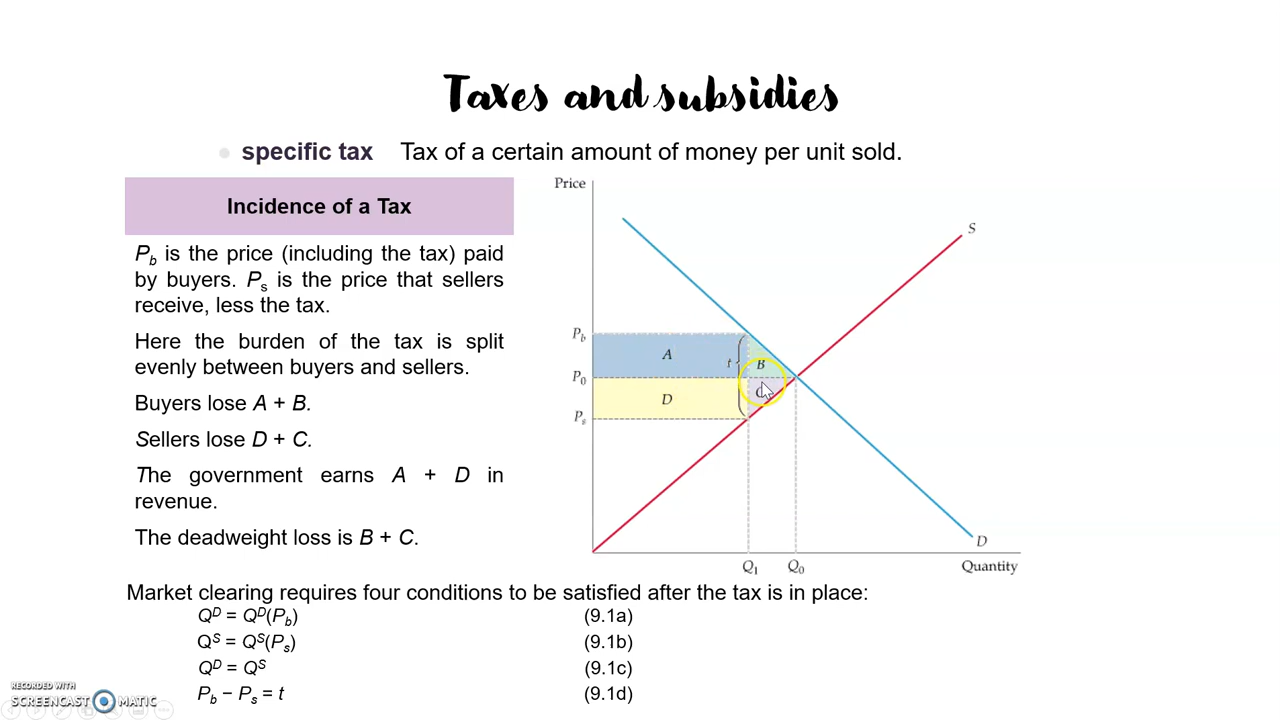 Taxes and subsidies
specific tax Tax of a certain amount of money per unit sold.
Incidence of a Tax
Pb is the price (including the tax) paid
by buyers. Ps is the price that sellers
receive, less the tax.
Here the burden of the tax is split
evenly between buyers and sellers.
Buyers lose A + B.
Sellers lose D + C.
The government earns A + D in
revenue.
The deadweight loss is B + C.
Price
S
Pb
A
t
B
P0
D
C
Ps
D
Q1
Q0
Quantity
Market clearing requires four conditions to be satisfied after the tax is in place:
QD = QD(Pb) (9.1a)
QS = QS(Ps) (9.1b)
QD = QS (9.1c)
Pb − Ps = t (9.1d)
RECORDED WITH
SCREENCAST MATIC